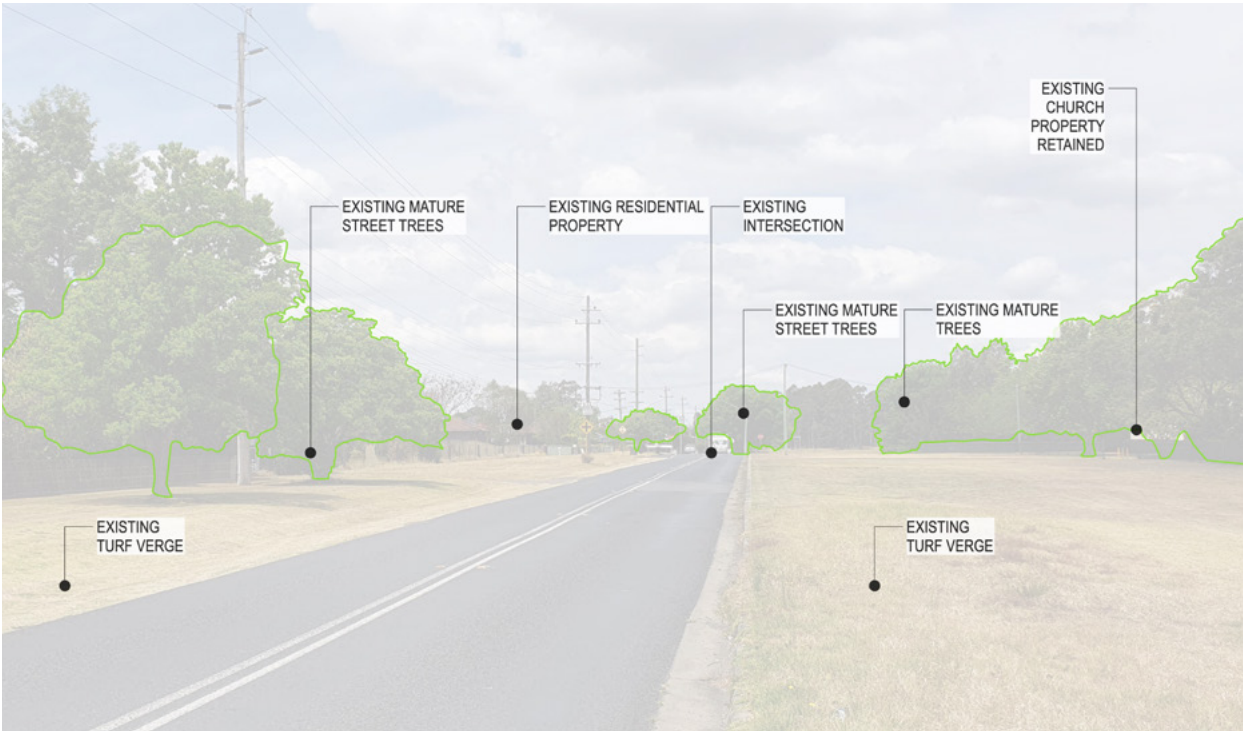 EXISTING
CHURCH
PROPERTY
RETAINED
EXISTING MATURE
STREET TREES
EXISTING RESIDENTIAL
PROPERTY
EXISTING
INTERSECTION
EXISTING MATURE
STREET TREES
EXISTING MATURE
TREES
EXISTING
TURF VERGE
EXISTING
TURF VERGE